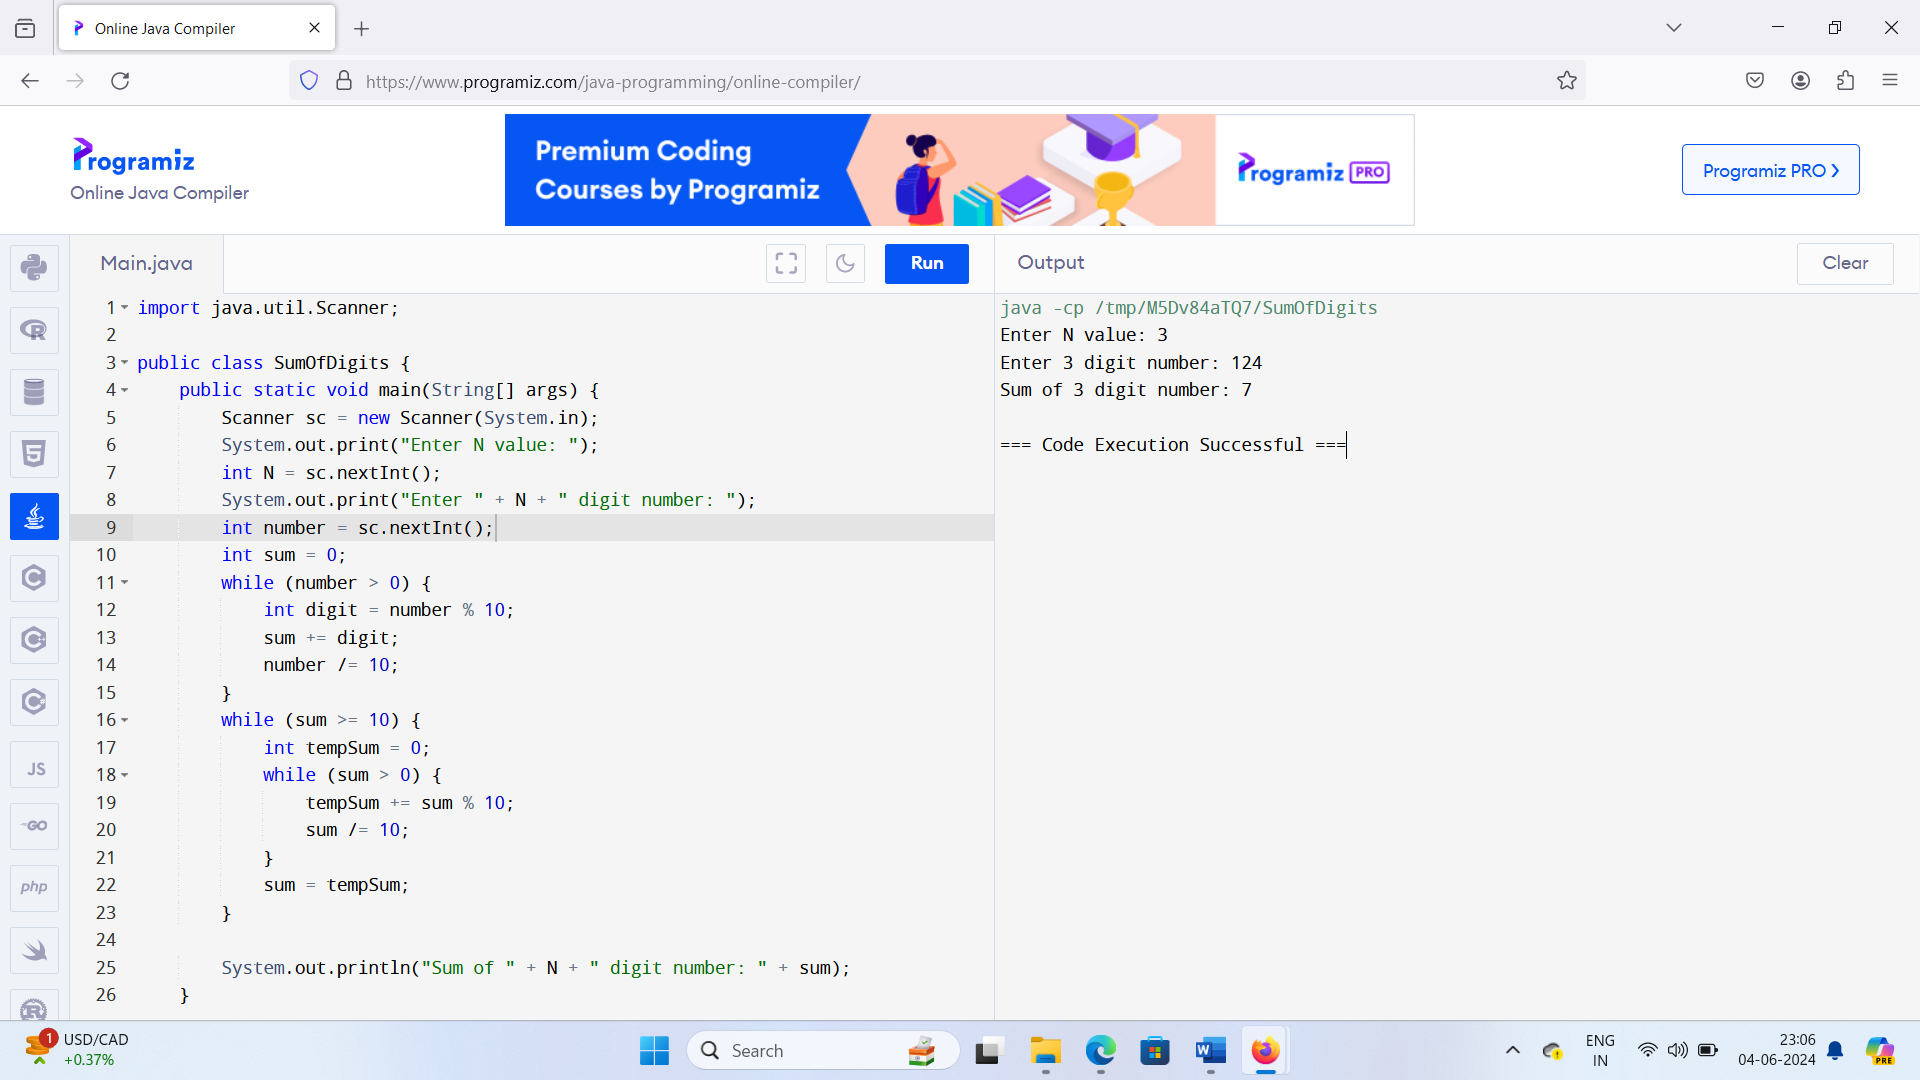 Online Java Compiler
https://www.programiz.com/java-programming/online-compiler/
Programiz
Online Java Compiler
Premium Coding
Courses by Programiz
Programiz PRO
Programiz PRO ❯
Main.java
Run
Output
Clear
1 import java.util.Scanner;
2
3 public class SumOfDigits {
4     public static void main(String[] args) {
5         Scanner sc = new Scanner(System.in);
6         System.out.print("Enter N value: ");
7         int N = sc.nextInt();
8         System.out.print("Enter " + N + " digit number: ");
9         int number = sc.nextInt();
10         int sum = 0;
11         while (number > 0) {
12             int digit = number % 10;
13             sum += digit;
14             number /= 10;
15         }
16         while (sum >= 10) {
17             int tempSum = 0;
18             while (sum > 0) {
19                 tempSum += sum % 10;
20                 sum /= 10;
21             }
22             sum = tempSum;
23         }
24
25         System.out.println("Sum of " + N + " digit number: " + sum);
26     }
java -cp /tmp/M5Dv84aTQ7/SumOfDigits
Enter N value: 3
Enter 3 digit number: 124
Sum of 3 digit number: 7
=== Code Execution Successful ===
R
5
C
C
C
JS
GO
php
R
1
USD/CAD
+0.37%
Search
W
ENG
IN
23:06
04-06-2024
PRE